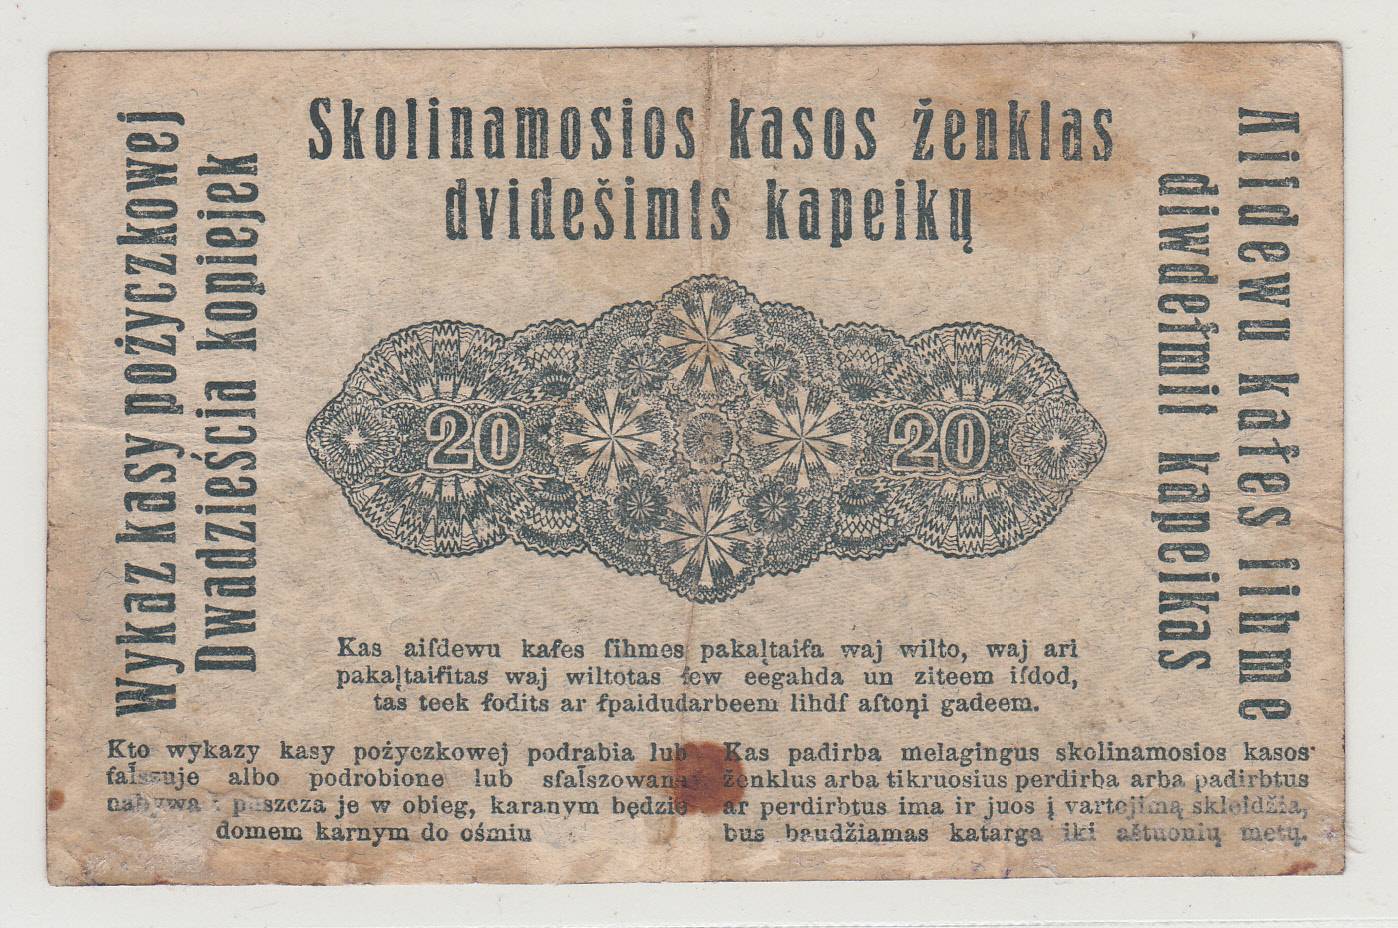 Skolinamosios kasos ženklas
dvidešimts kapeikų
Wykaz kasy pożyczkowej
Dwadzieścia kopiejek
Aiſdewu kaſes ſihme
diwdeſmit kapeikas
20
20
Kas aiſdewu kaſes ſihmes pakaļtaiſa waj wilto, waj ari
pakaļtaiſitas waj wiltotas ſew eegahda un ziteem iſdod,
tas teek ſodits ar ſpaidudarbeem lihdſ aſtoņi gadeem.
Kto wykazy kasy pożyczkowej podrabia lub
fałszuje albo podrobione lub sfałszowane
nabywa i puszcza je w obieg, karanym będzie
domem karnym do ośmiu
Kas padirba melagingus skolinamosios kasos
ženklus arba tikruosius perdirba arba padirbtus
ar perdirbtus ima ir juos į vartojimą skleidžia,
bus baudžiamas katarga iki aštuonių metų.